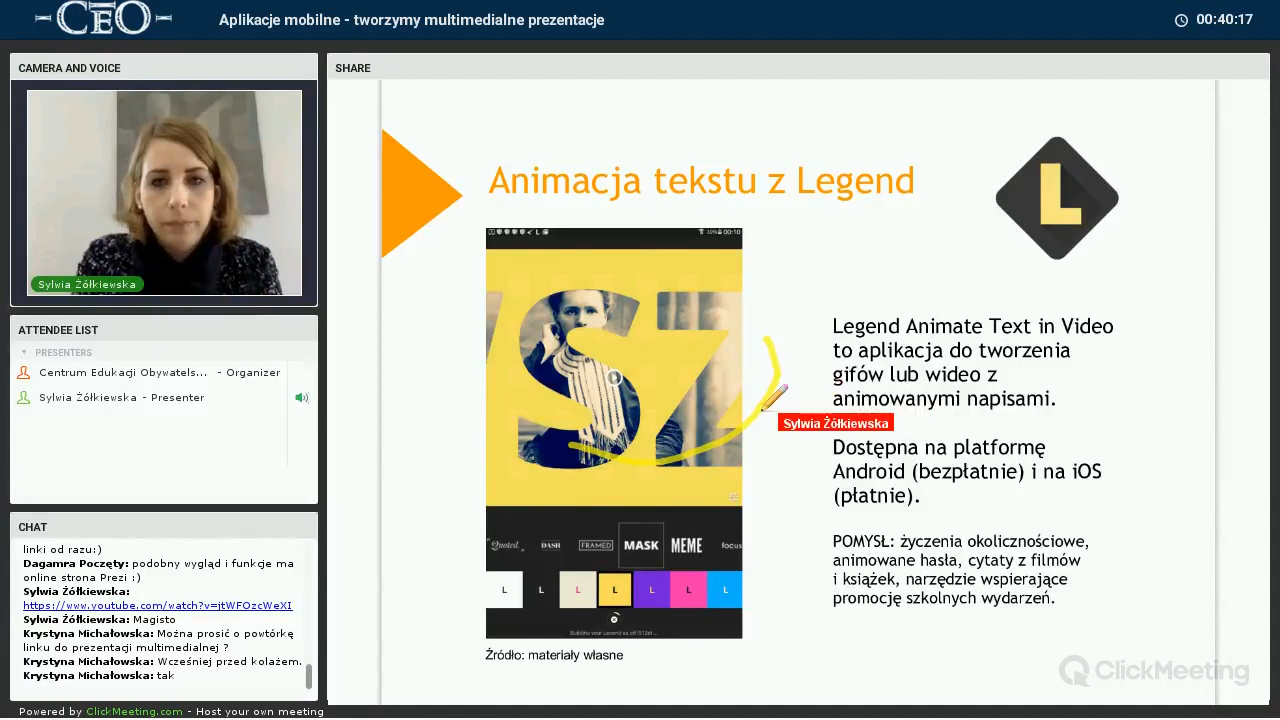 CEO
Aplikacje mobilne - tworzymy multimedialne prezentacje
00:40:17
CAMERA AND VOICE
Sylwia Żółkiewska
ATTENDEE LIST
PRESENTERS
Centrum Edukacji Obywatels... - Organizer
Sylwia Żółkiewska - Presenter
CHAT
linki od razu:)
Dagamra Poczęty: podobny wygląd i funkcje ma
online strona Prezi :)
Sylwia Żółkiewska:
https://www.youtube.com/watch?v=jtWFOzcWeXI
Sylwia Żółkiewska: Magisto
Krystyna Michałowska: Można prosić o powtórkę
linku do prezentacji multimedialnej ?
Krystyna Michałowska: Wcześniej przed kolażem.
Krystyna Michałowska: tak
Powered by ClickMeeting.com - Host your own meeting
SHARE
Animacja tekstu z Legend
L
30% 00:10
SZ
Quoted. DASH FRAMED MASK MEME focus
L L L L L L L
Źródło: materiały własne
Legend Animate Text in Video
to aplikacja do tworzenia
gifów lub wideo z
animowanymi napisami.
Sylwia Żółkiewska
Dostępna na platformę
Android (bezpłatnie) i na iOS
(płatnie).
POMYSŁ: życzenia okolicznościowe,
animowane hasła, cytaty z filmów
i książek, narzędzie wspierające
promocję szkolnych wydarzeń.
ClickMeeting